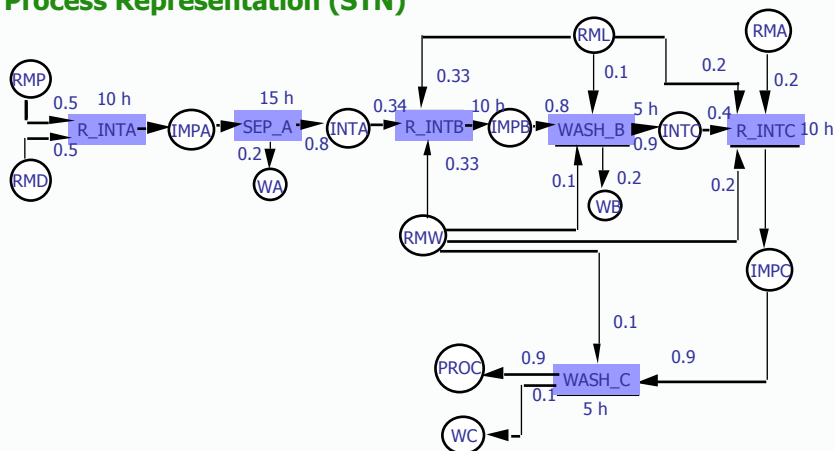 Process Representation (STN)
RML
RMA
RMP
0.33
0.1
0.2
0.2
0.5
10 h
15 h
0.34
10 h
0.8
5 h
0.4
R_INTA
IMPA
SEP_A
INTA
R_INTB
IMPB
WASH_B
INTC
R_INTC
10 h
0.5
0.2
0.8
0.9
RMD
WA
0.33
0.1
0.2
0.2
WB
RMW
IMPC
0.1
PROC
0.9
0.9
WASH_C
0.1
5 h
WC